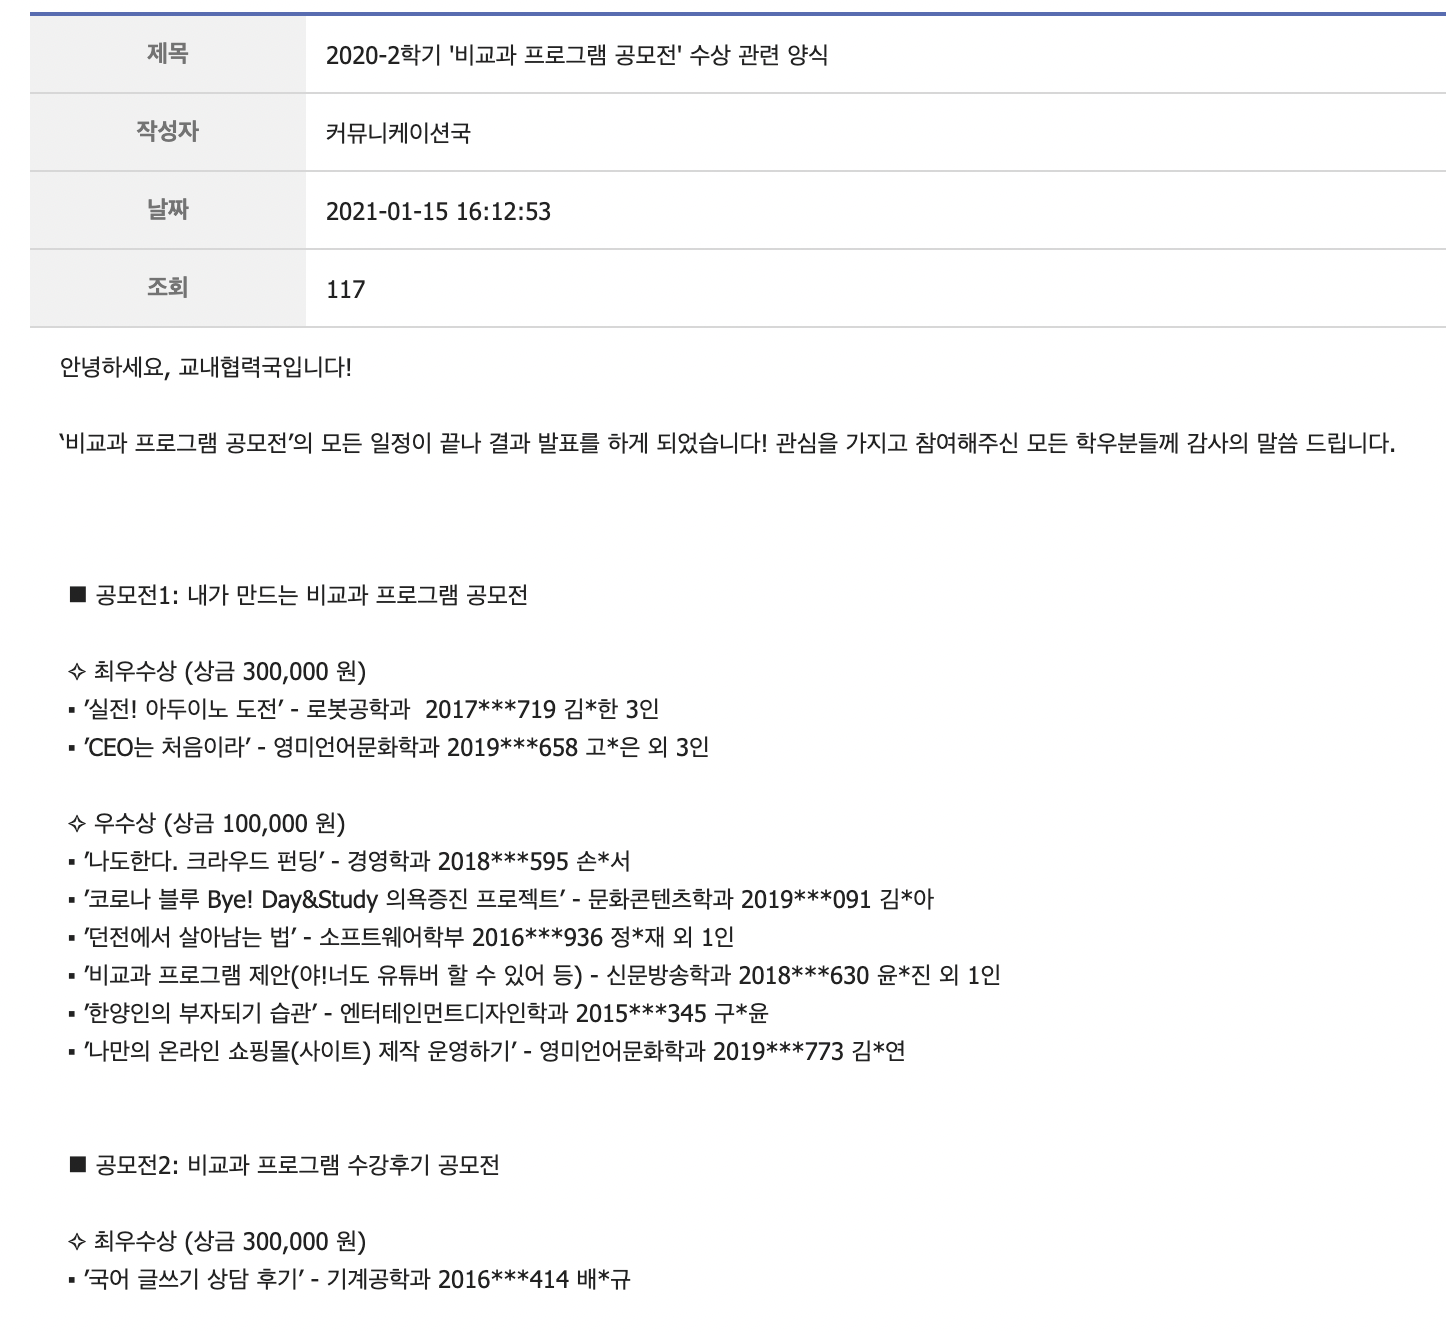 제목 2020-2학기 '비교과 프로그램 공모전' 수상 관련 양식
작성자 커뮤니케이션국
날짜 2021-01-15 16:12:53
조회 117
안녕하세요, 교내협력국입니다!
‘비교과 프로그램 공모전’의 모든 일정이 끝나 결과 발표를 하게 되었습니다! 관심을 가지고 참여해주신 모든 학우분들께 감사의 말씀 드립니다.
■ 공모전1: 내가 만드는 비교과 프로그램 공모전
✧ 최우수상 (상금 300,000 원)
▪ ’실전! 아두이노 도전’ - 로봇공학과  2017***719 김*한 3인
▪ ’CEO는 처음이라’ - 영미언어문화학과 2019***658 고*은 외 3인
✧ 우수상 (상금 100,000 원)
▪ ’나도한다. 크라우드 펀딩’ - 경영학과 2018***595 손*서
▪ ’코로나 블루 Bye! Day&Study 의욕증진 프로젝트’ - 문화콘텐츠학과 2019***091 김*아
▪ ’던전에서 살아남는 법’ - 소프트웨어학부 2016***936 정*재 외 1인
▪ ’비교과 프로그램 제안(야!너도 유튜버 할 수 있어 등) - 신문방송학과 2018***630 윤*진 외 1인
▪ ’한양인의 부자되기 습관’ - 엔터테인먼트디자인학과 2015***345 구*윤
▪ ’나만의 온라인 쇼핑몰(사이트) 제작 운영하기’ - 영미언어문화학과 2019***773 김*연
■ 공모전2: 비교과 프로그램 수강후기 공모전
✧ 최우수상 (상금 300,000 원)
▪ ’국어 글쓰기 상담 후기’ - 기계공학과 2016***414 배*규